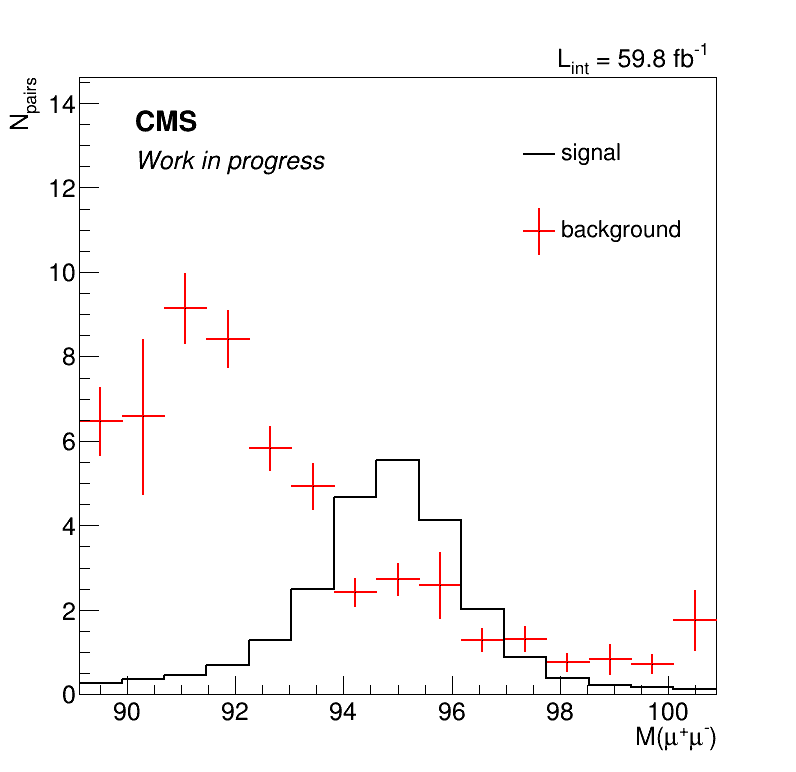 L_int = 59.8 fb^-1
N_pairs
14
CMS
Work in progress
signal
12
background
10
8
6
4
2
0
90 92 94 96 98 100
M(μ⁺μ⁻)